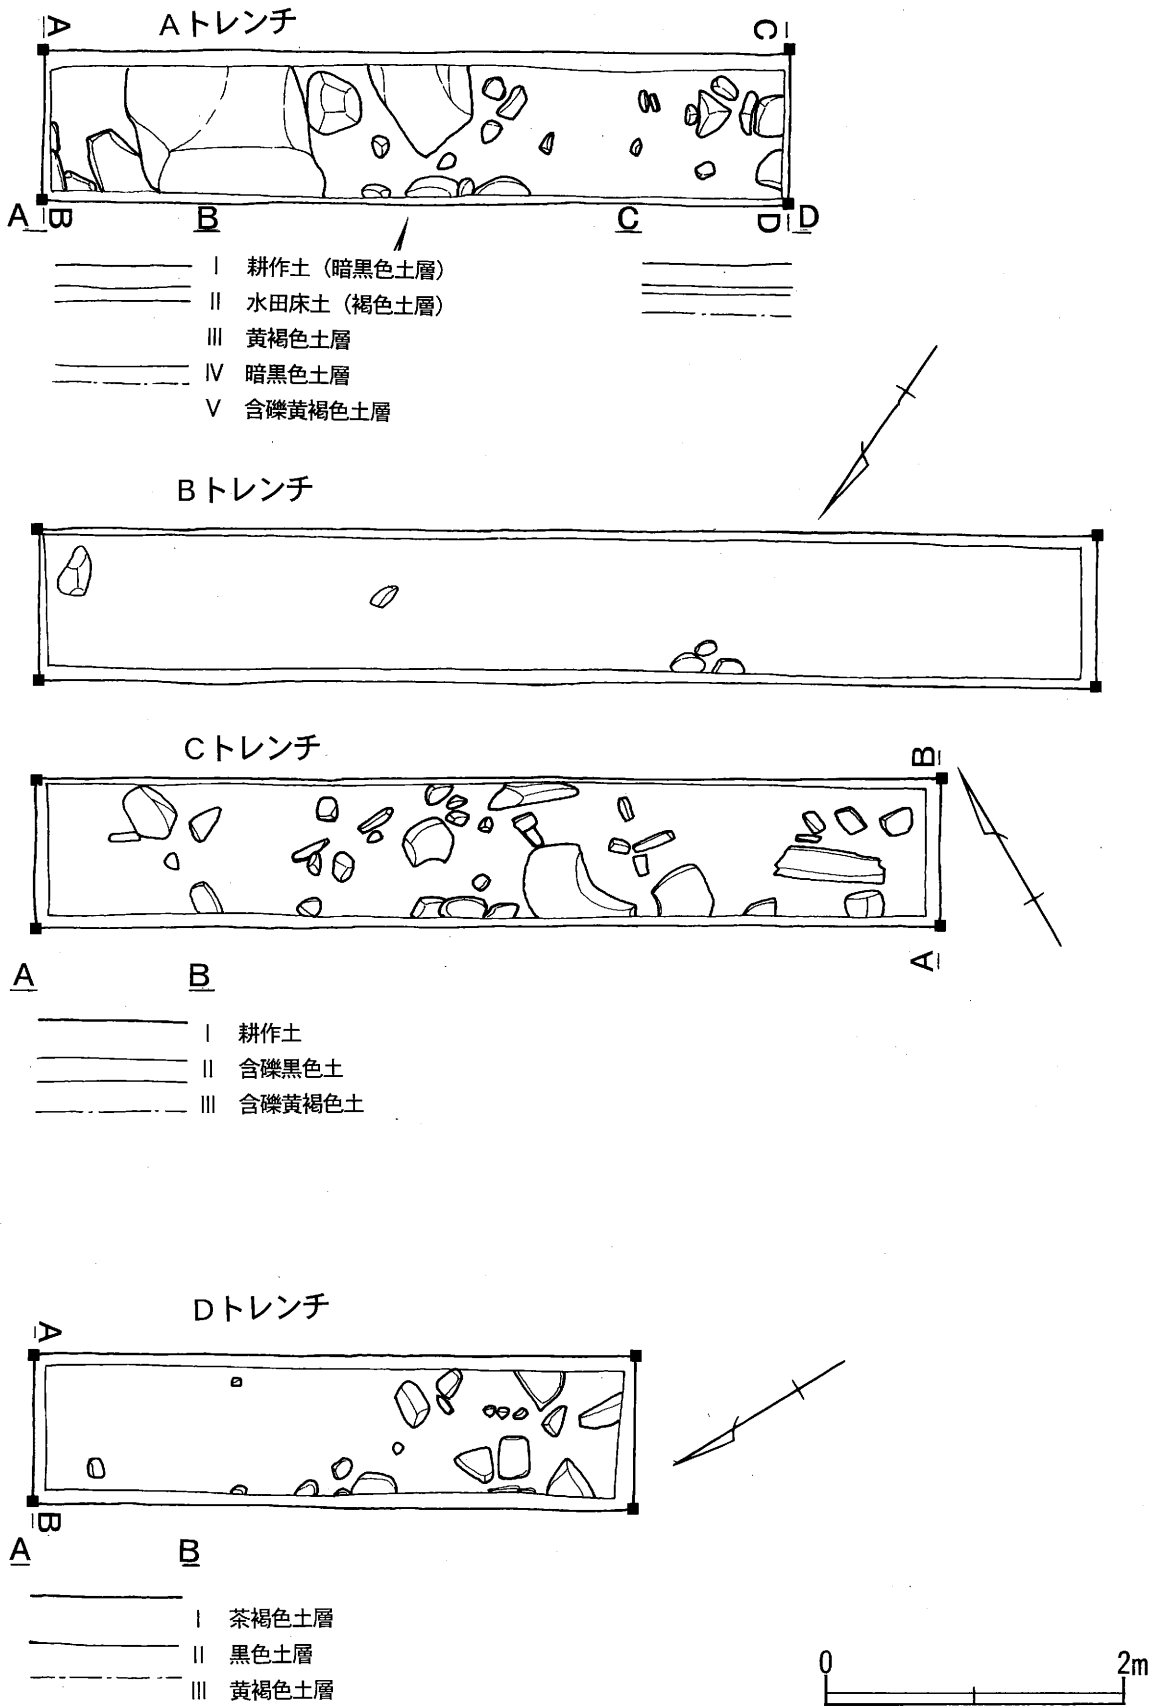 A
Aトレンチ
C
A B B C D D
I 耕作土（暗黒色土層）
II 水田床土（褐色土層）
III 黄褐色土層
IV 暗黒色土層
V 含礫黄褐色土層
Bトレンチ
Cトレンチ
B
A
A B
I 耕作土
II 含礫黒色土
III 含礫黄褐色土
Dトレンチ
A
B
A B
I 茶褐色土層
II 黒色土層
III 黄褐色土層
0 2m